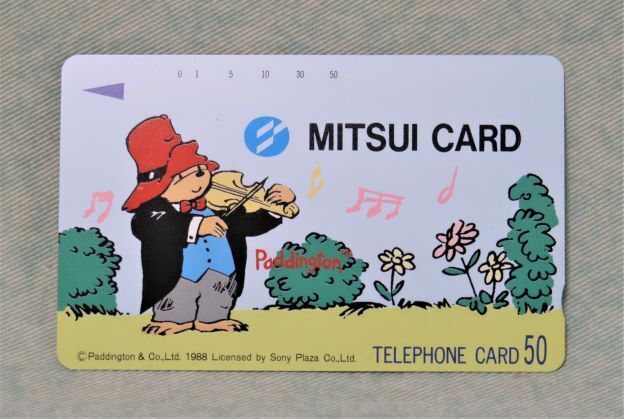 0 1 5 10 30 50
MITSUI CARD
Paddington™
©Paddington & Co.,Ltd. 1988 Licensed by Sony Plaza Co.,Ltd.
TELEPHONE CARD 50